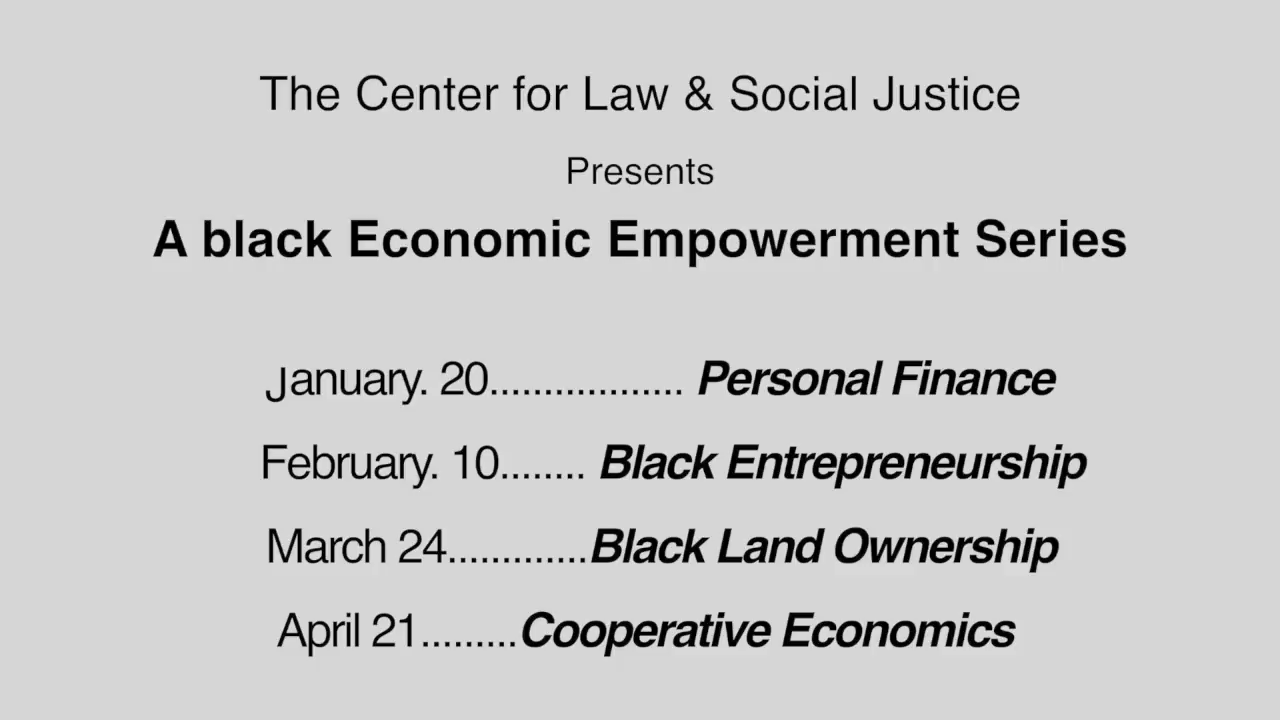 The Center for Law & Social Justice
Presents
A black Economic Empowerment Series
January. 20.................. Personal Finance
February. 10........ Black Entrepreneurship
March 24.............Black Land Ownership
April 21.........Cooperative Economics